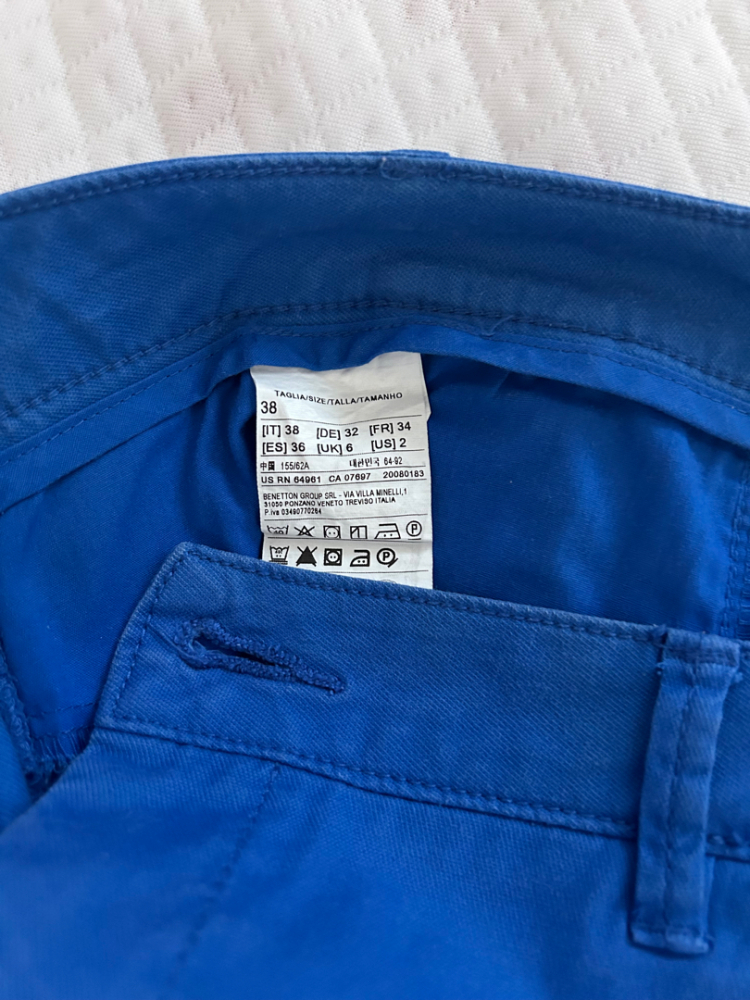 TAGLIA/SIZE/TALLA/TAMANHO
38
[IT] 38 [DE] 32 [FR] 34
[ES] 36 [UK] 6 [US] 2
中国 155/62A 대한민국 64-92
US RN 64961 CA 07697 20080183
BENETTON GROUP SRL - VIA VILLA MINELLI,1
31050 PONZANO VENETO TREVISO ITALIA
P.iva 03490770264